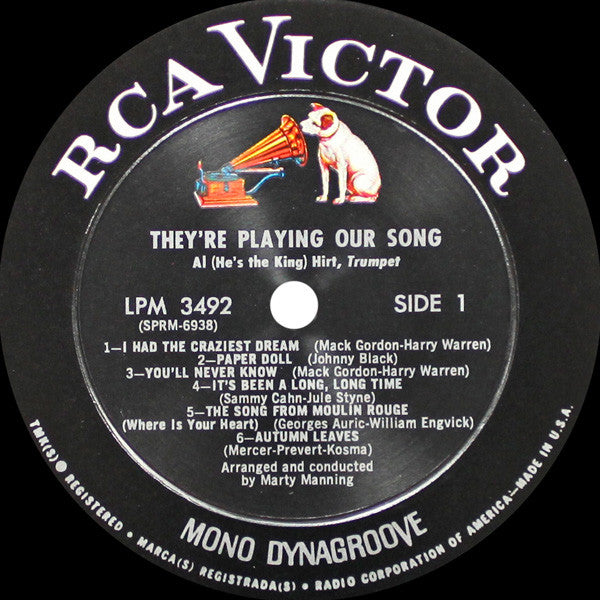 RCA VICTOR
THEY'RE PLAYING OUR SONG
Al (He's the King) Hirt, Trumpet
LPM 3492
(SPRM-6938)
SIDE 1
1—I HAD THE CRAZIEST DREAM (Mack Gordon-Harry Warren)
2—PAPER DOLL (Johnny Black)
3—YOU'LL NEVER KNOW (Mack Gordon-Harry Warren)
4—IT'S BEEN A LONG, LONG TIME
(Sammy Cahn-Jule Styne)
5—THE SONG FROM MOULIN ROUGE
(Where Is Your Heart) (Georges Auric-William Engvick)
6—AUTUMN LEAVES
(Mercer-Prevert-Kosma)
Arranged and conducted
by Marty Manning
MONO DYNAGROOVE
TMK(S) ® REGISTERED • MARCA(S) REGISTRADA(S) • RADIO CORPORATION OF AMERICA—MADE IN U.S.A.